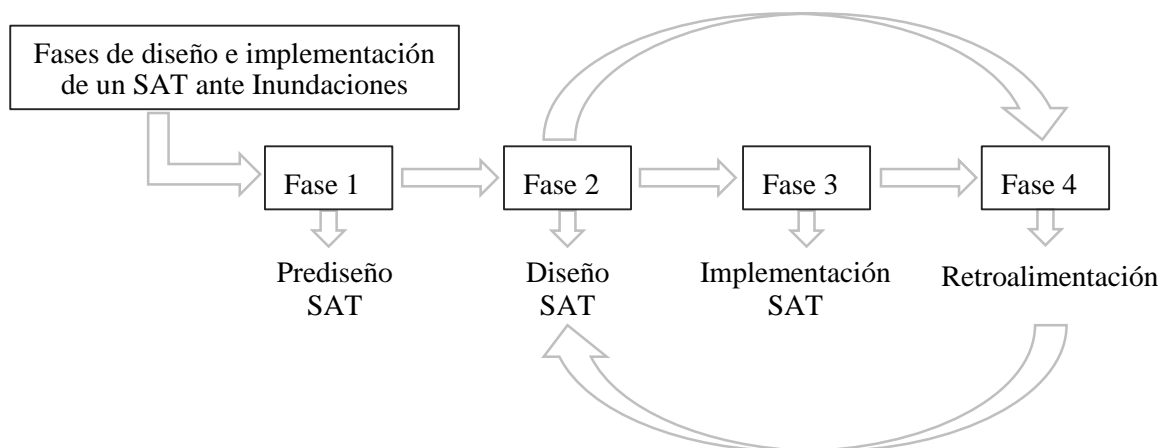 Fases de diseño e implementación
de un SAT ante Inundaciones
Fase 1
Fase 2
Fase 3
Fase 4
Prediseño
SAT
Diseño
SAT
Implementación
SAT
Retroalimentación